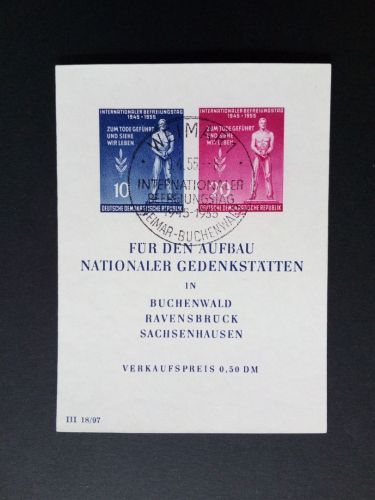 INTERNATIONALER BEFREIUNGSTAG
1945 - 1955
ZUM TODE GEFÜHRT
UND SIEHE
WIR LEBEN
10
DEUTSCHE DEMOKRATISCHE REPUBLIK
INTERNATIONALER BEFREIUNGSTAG
1945 - 1955
ZUM TODE GEFÜHRT
UND SIEHE
WIR LEBEN
DEUTSCHE DEMOKRATISCHE REPUBLIK
WEIMAR
INTERNATIONALER
BEFREIUNGSTAG
1945-1955
WEIMAR-BUCHENWALD
FÜR DEN AUFBAU
NATIONALER GEDENKSTÄTTEN
IN
BUCHENWALD
RAVENSBRÜCK
SACHSENHAUSEN
VERKAUFSPREIS 0,50 DM
III 18/97